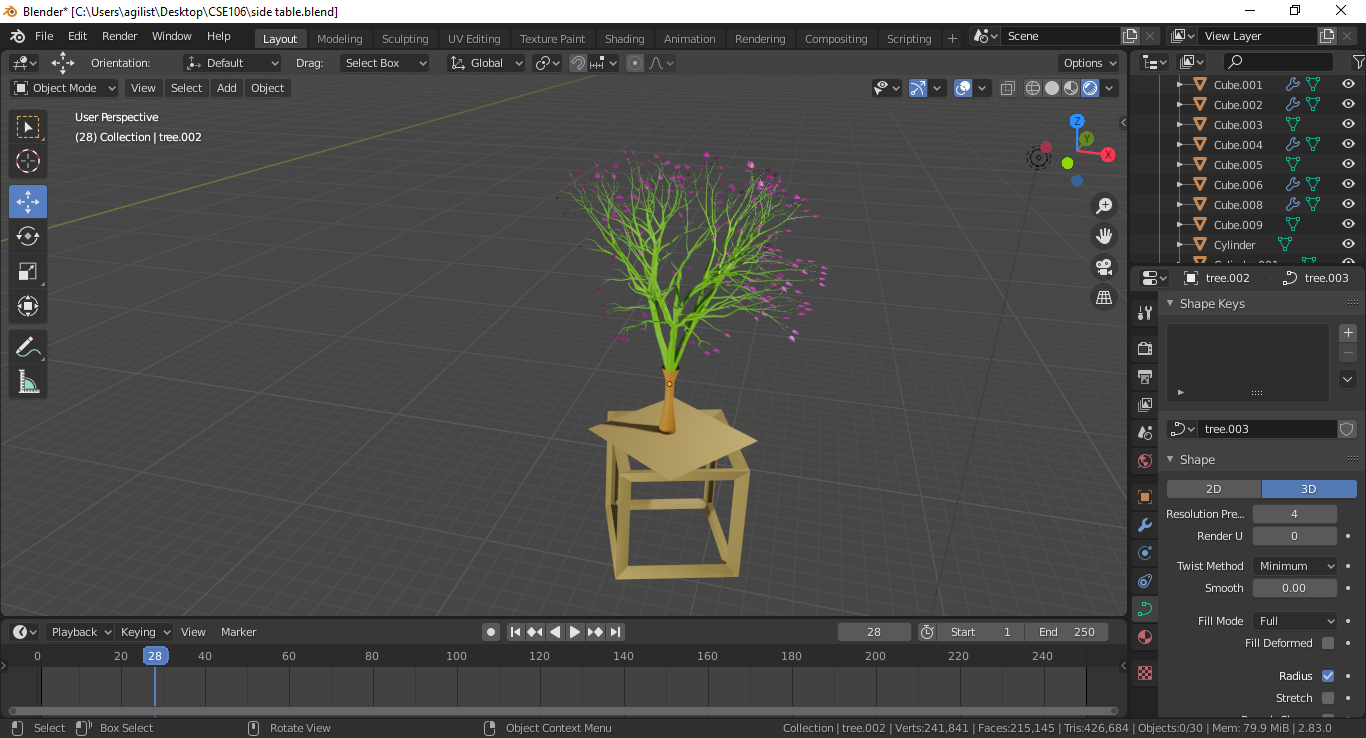 Blender* [C:\Users\agilist\Desktop\CSE106\side table.blend]
File Edit Render Window Help Layout Modeling Sculpting UV Editing Texture Paint Shading Animation Rendering Compositing Scripting + Scene View Layer
Orientation: Default Drag: Select Box Global Options
Object Mode View Select Add Object
User Perspective
(28) Collection | tree.002
Z
Y
X
Cube.001
Cube.002
Cube.003
Cube.004
Cube.005
Cube.006
Cube.008
Cube.009
Cylinder
tree.002 tree.003
Shape Keys
tree.003
Shape
2D 3D
Resolution Pre... 4
Render U 0
Twist Method Minimum
Smooth 0.00
Fill Mode Full
Fill Deformed
Radius
Stretch
Playback Keying View Marker 28 Start 1 End 250
0 20 28 40 60 80 100 120 140 160 180 200 220 240
Select Box Select Rotate View Object Context Menu Collection | tree.002 | Verts:241,841 | Faces:215,145 | Tris:426,684 | Objects:0/30 | Mem: 79.9 MiB | 2.83.0